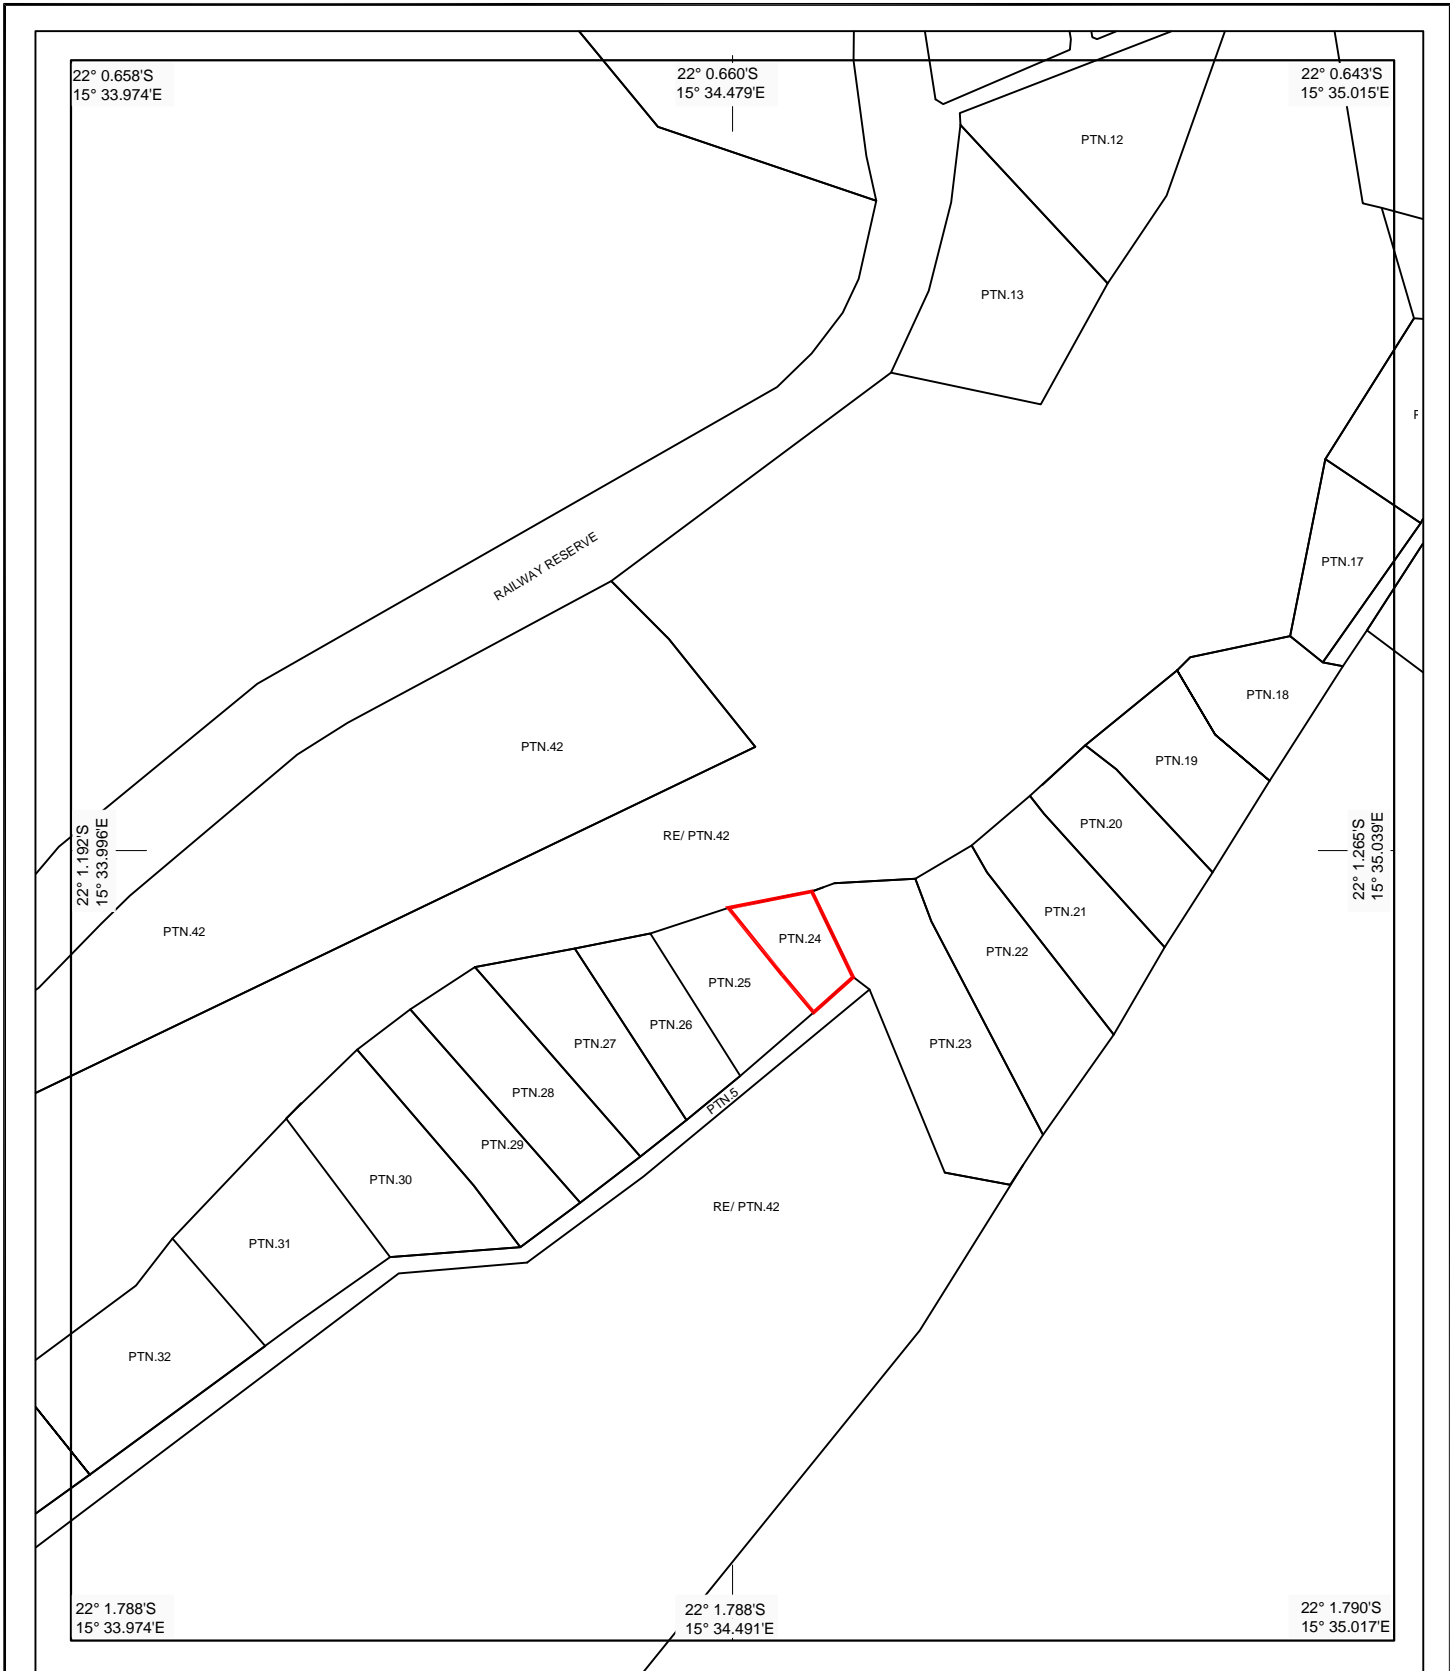 22° 0.658'S
15° 33.974'E
22° 0.660'S
15° 34.479'E
22° 0.643'S
15° 35.015'E
PTN.12
PTN.13
PTN.17
RAILWAY RESERVE
PTN.18
PTN.42
PTN.19
PTN.20
RE/ PTN.42
22° 1.192'S
15° 33.996'E
22° 1.265'S
15° 35.039'E
PTN.21
PTN.42
PTN.24
PTN.22
PTN.25
PTN.26
PTN.27
PTN.23
PTN.28
PTN.5
PTN.29
PTN.30
RE/ PTN.42
PTN.31
PTN.32
22° 1.788'S
15° 33.974'E
22° 1.788'S
15° 34.491'E
22° 1.790'S
15° 35.017'E